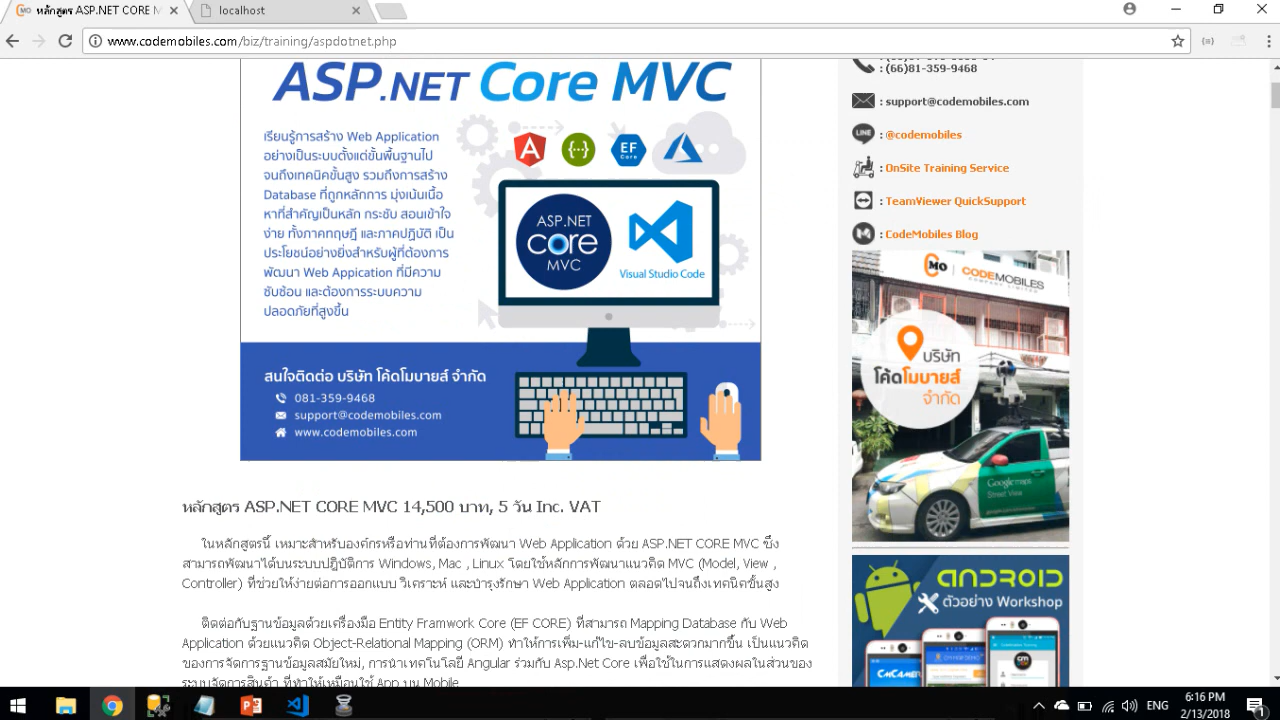 หลักสูตร ASP.NET CORE M
localhost
www.codemobiles.com/biz/training/aspdotnet.php
ASP.NET Core MVC
เรียนรู้การสร้าง Web Application
อย่างเป็นระบบตั้งแต่ขั้นพื้นฐานไป
จนถึงเทคนิคขั้นสูง รวมถึงการสร้าง
Database ที่ถูกหลักการ มุ่งเน้นเนื้อ
หาที่สำคัญเป็นหลัก กระชับ สอนเข้าใจ
ง่าย ทั้งภาคทฤษฎี และภาคปฏิบัติ เป็น
ประโยชน์อย่างยิ่งสำหรับผู้ที่ต้องการ
พัฒนา Web Appication ที่มีความ
ซับซ้อน และต้องการระบบความ
ปลอดภัยที่สูงขึ้น
EF
Core
ASP.NET
core
MVC
Visual Studio Code
สนใจติดต่อ บริษัท โค้ดโมบายส์ จำกัด
081-359-9468
support@codemobiles.com
www.codemobiles.com
หลักสูตร ASP.NET CORE MVC 14,500 บาท, 5 วัน Inc. VAT
ในหลักสูตรนี้ เหมาะสำหรับองค์กรหรือท่านที่ต้องการพัฒนา Web Application ด้วย ASP.NET CORE MVC ซึ่ง
สามารถพัฒนาได้บนระบบปฏิบัติการ Windows, Mac , Linux โดยใช้หลักการพัฒนาแนวคิด MVC (Model, View ,
Controller) ที่ช่วยให้ง่ายต่อการออกแบบ วิเคราะห์ และบำรุงรักษา Web Application ตลอดไปจนถึงเทคนิคขั้นสูง
ติดต่อกับฐานข้อมูลด้วยเครื่องมือ Entity Framwork Core (EF CORE) ที่สามารถ Mapping Database กับ Web
Application ด้วยแนวคิด Object-Relational Mapping (ORM) ทำให้การเพิ่ม-แก้ไข-ลบข้อมูลสะดวกมากขึ้น เป็นแนวคิด
ของการจัดการฐานข้อมูลแบบใหม่, การนำเทคโนโลยี Angular ร่วมกับ Asp.Net Core เพื่อใช้ในการแสดงผลในส่วนของ
ที่ทำให้เหมือนใช้ App บน Mobile
: (66)81-359-9468
: support@codemobiles.com
LINE : @codemobiles
: OnSite Training Service
: TeamViewer QuickSupport
: CodeMobiles Blog
MO CODEMOBILES
COMPANY LIMITED
บริษัท
โค้ดโมบายส์
จำกัด
Google maps
Street View
ANDROID
ตัวอย่าง Workshop
CMCAMER
6:16 PM
ENG
2/13/2018
1